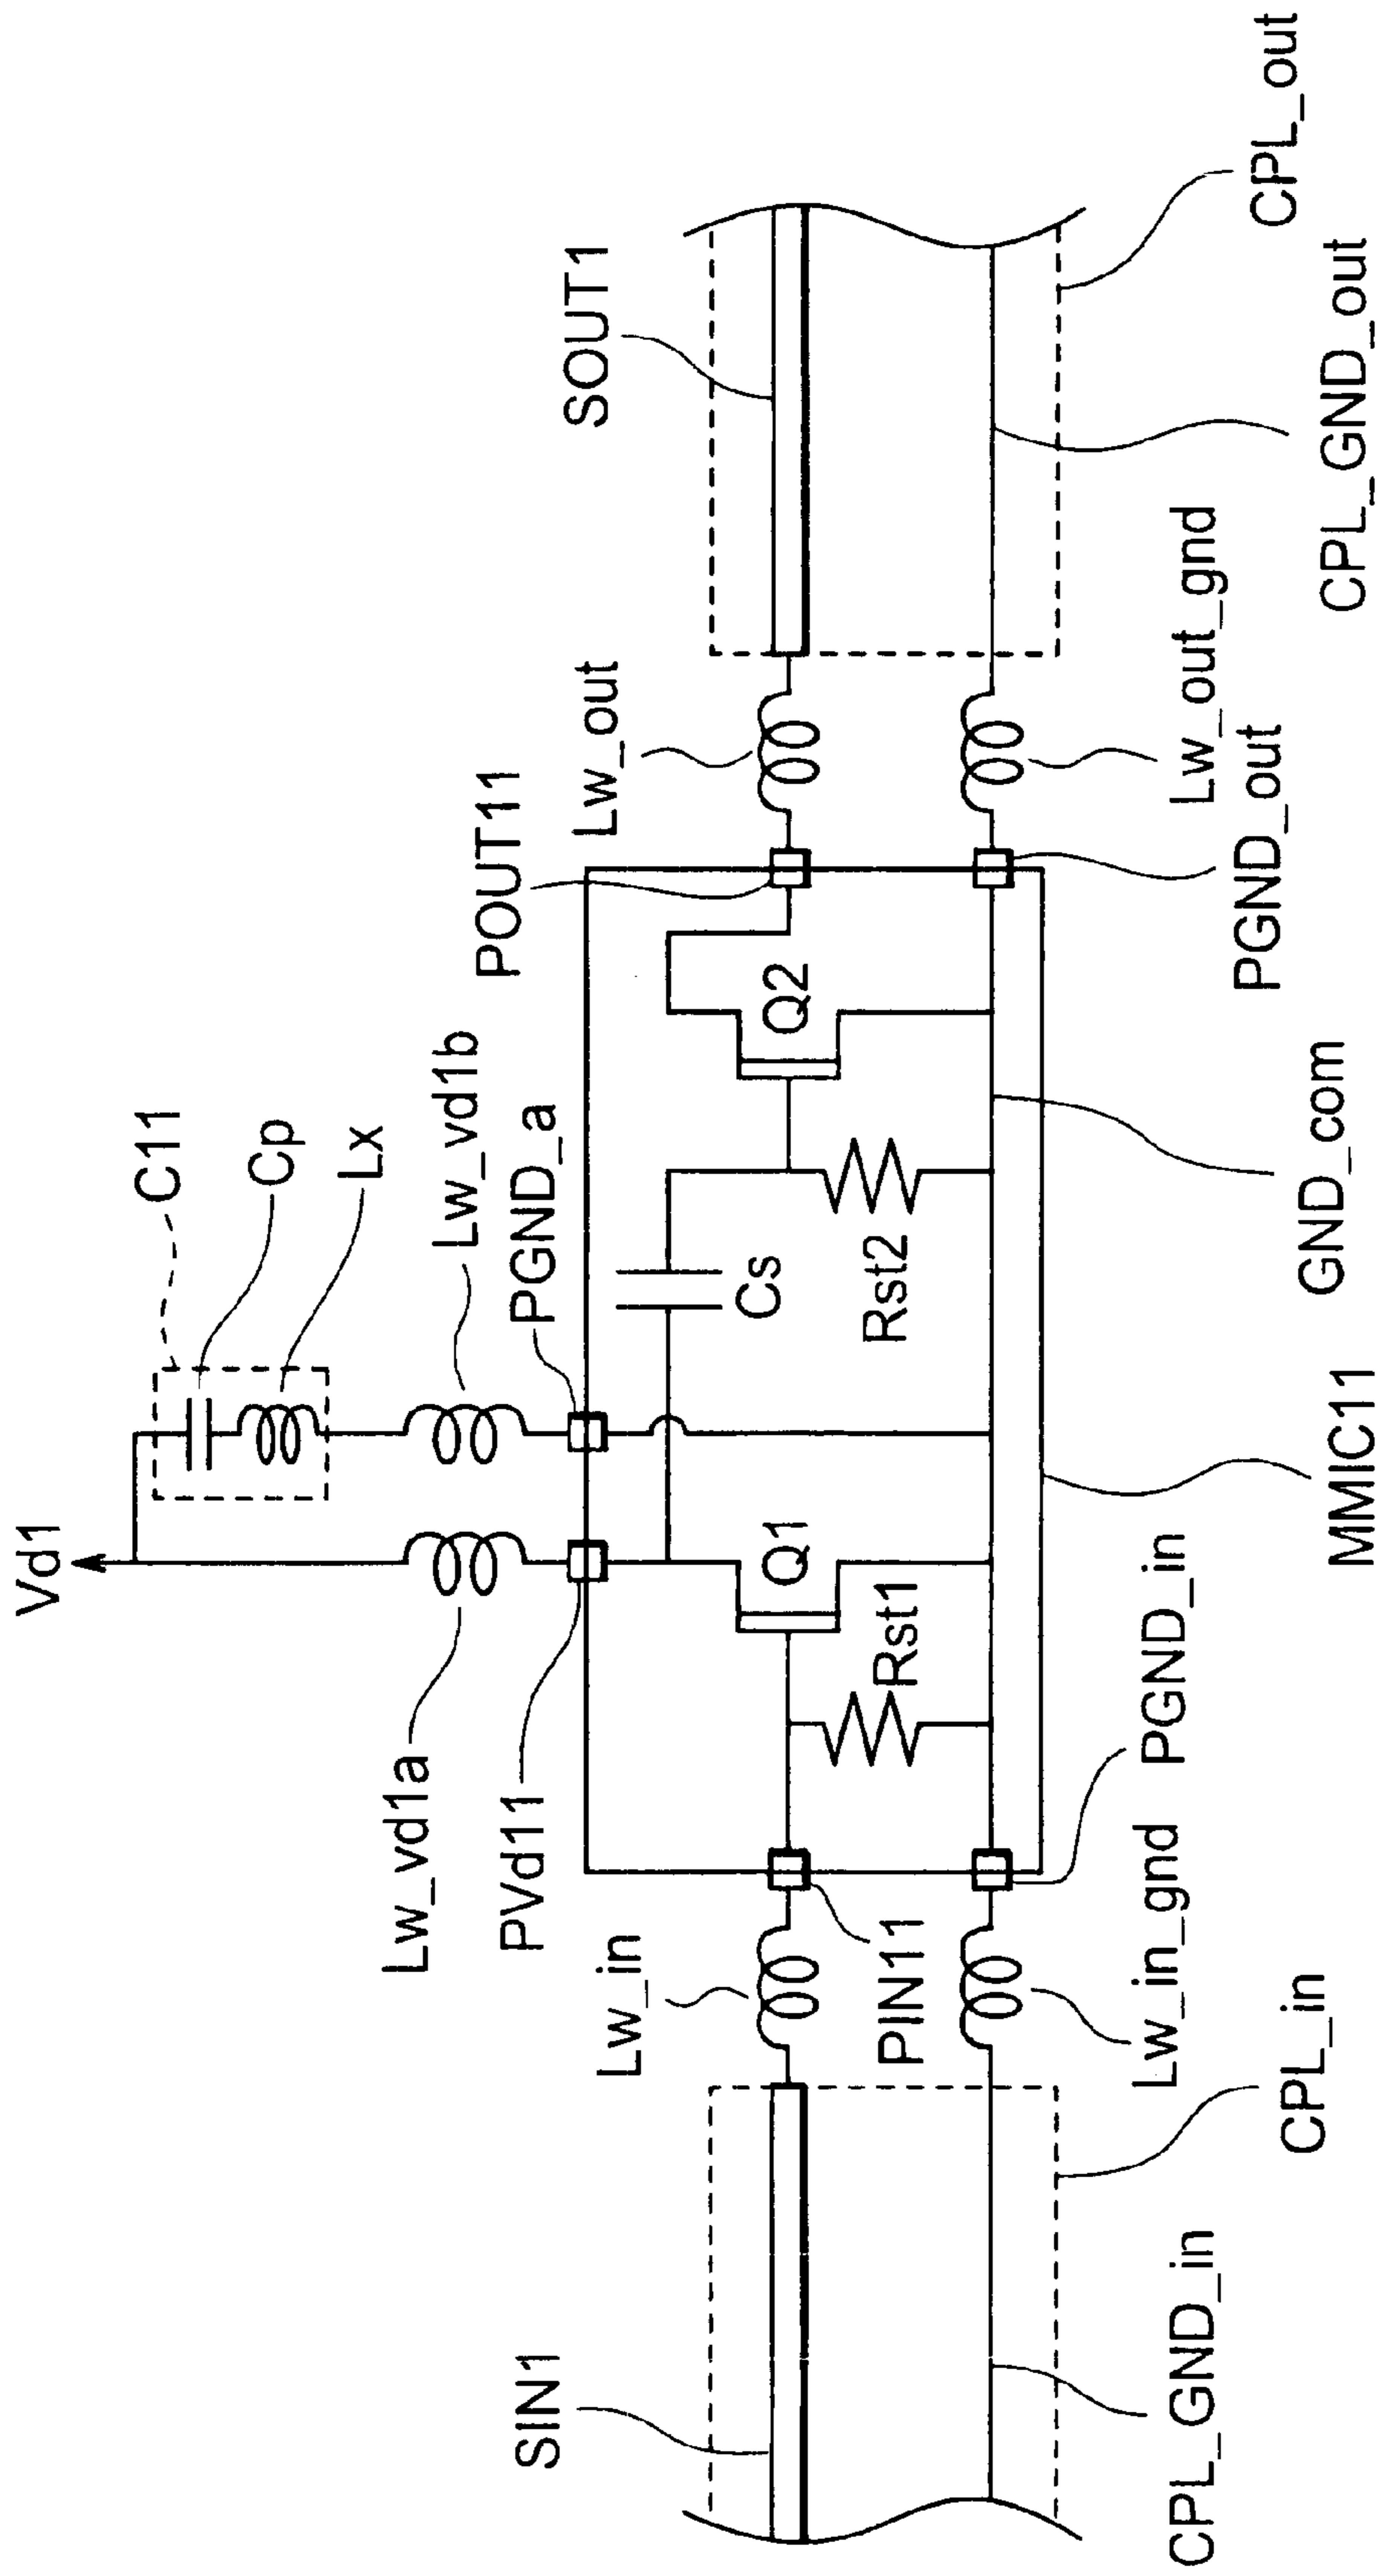 Vd1
C11
Cp
Lx
Lw_vd1a
Lw_vd1b
PVd11
PGND_a
POUT11
Lw_out
SOUT1
SIN1
Lw_in
Cs
Q1
Q2
Rst1
Rst2
PIN11
Lw_in_gnd
PGND_in
PGND_out
Lw_out_gnd
CPL_GND_in
CPL_in
MMIC11
GND_com
CPL_GND_out
CPL_out